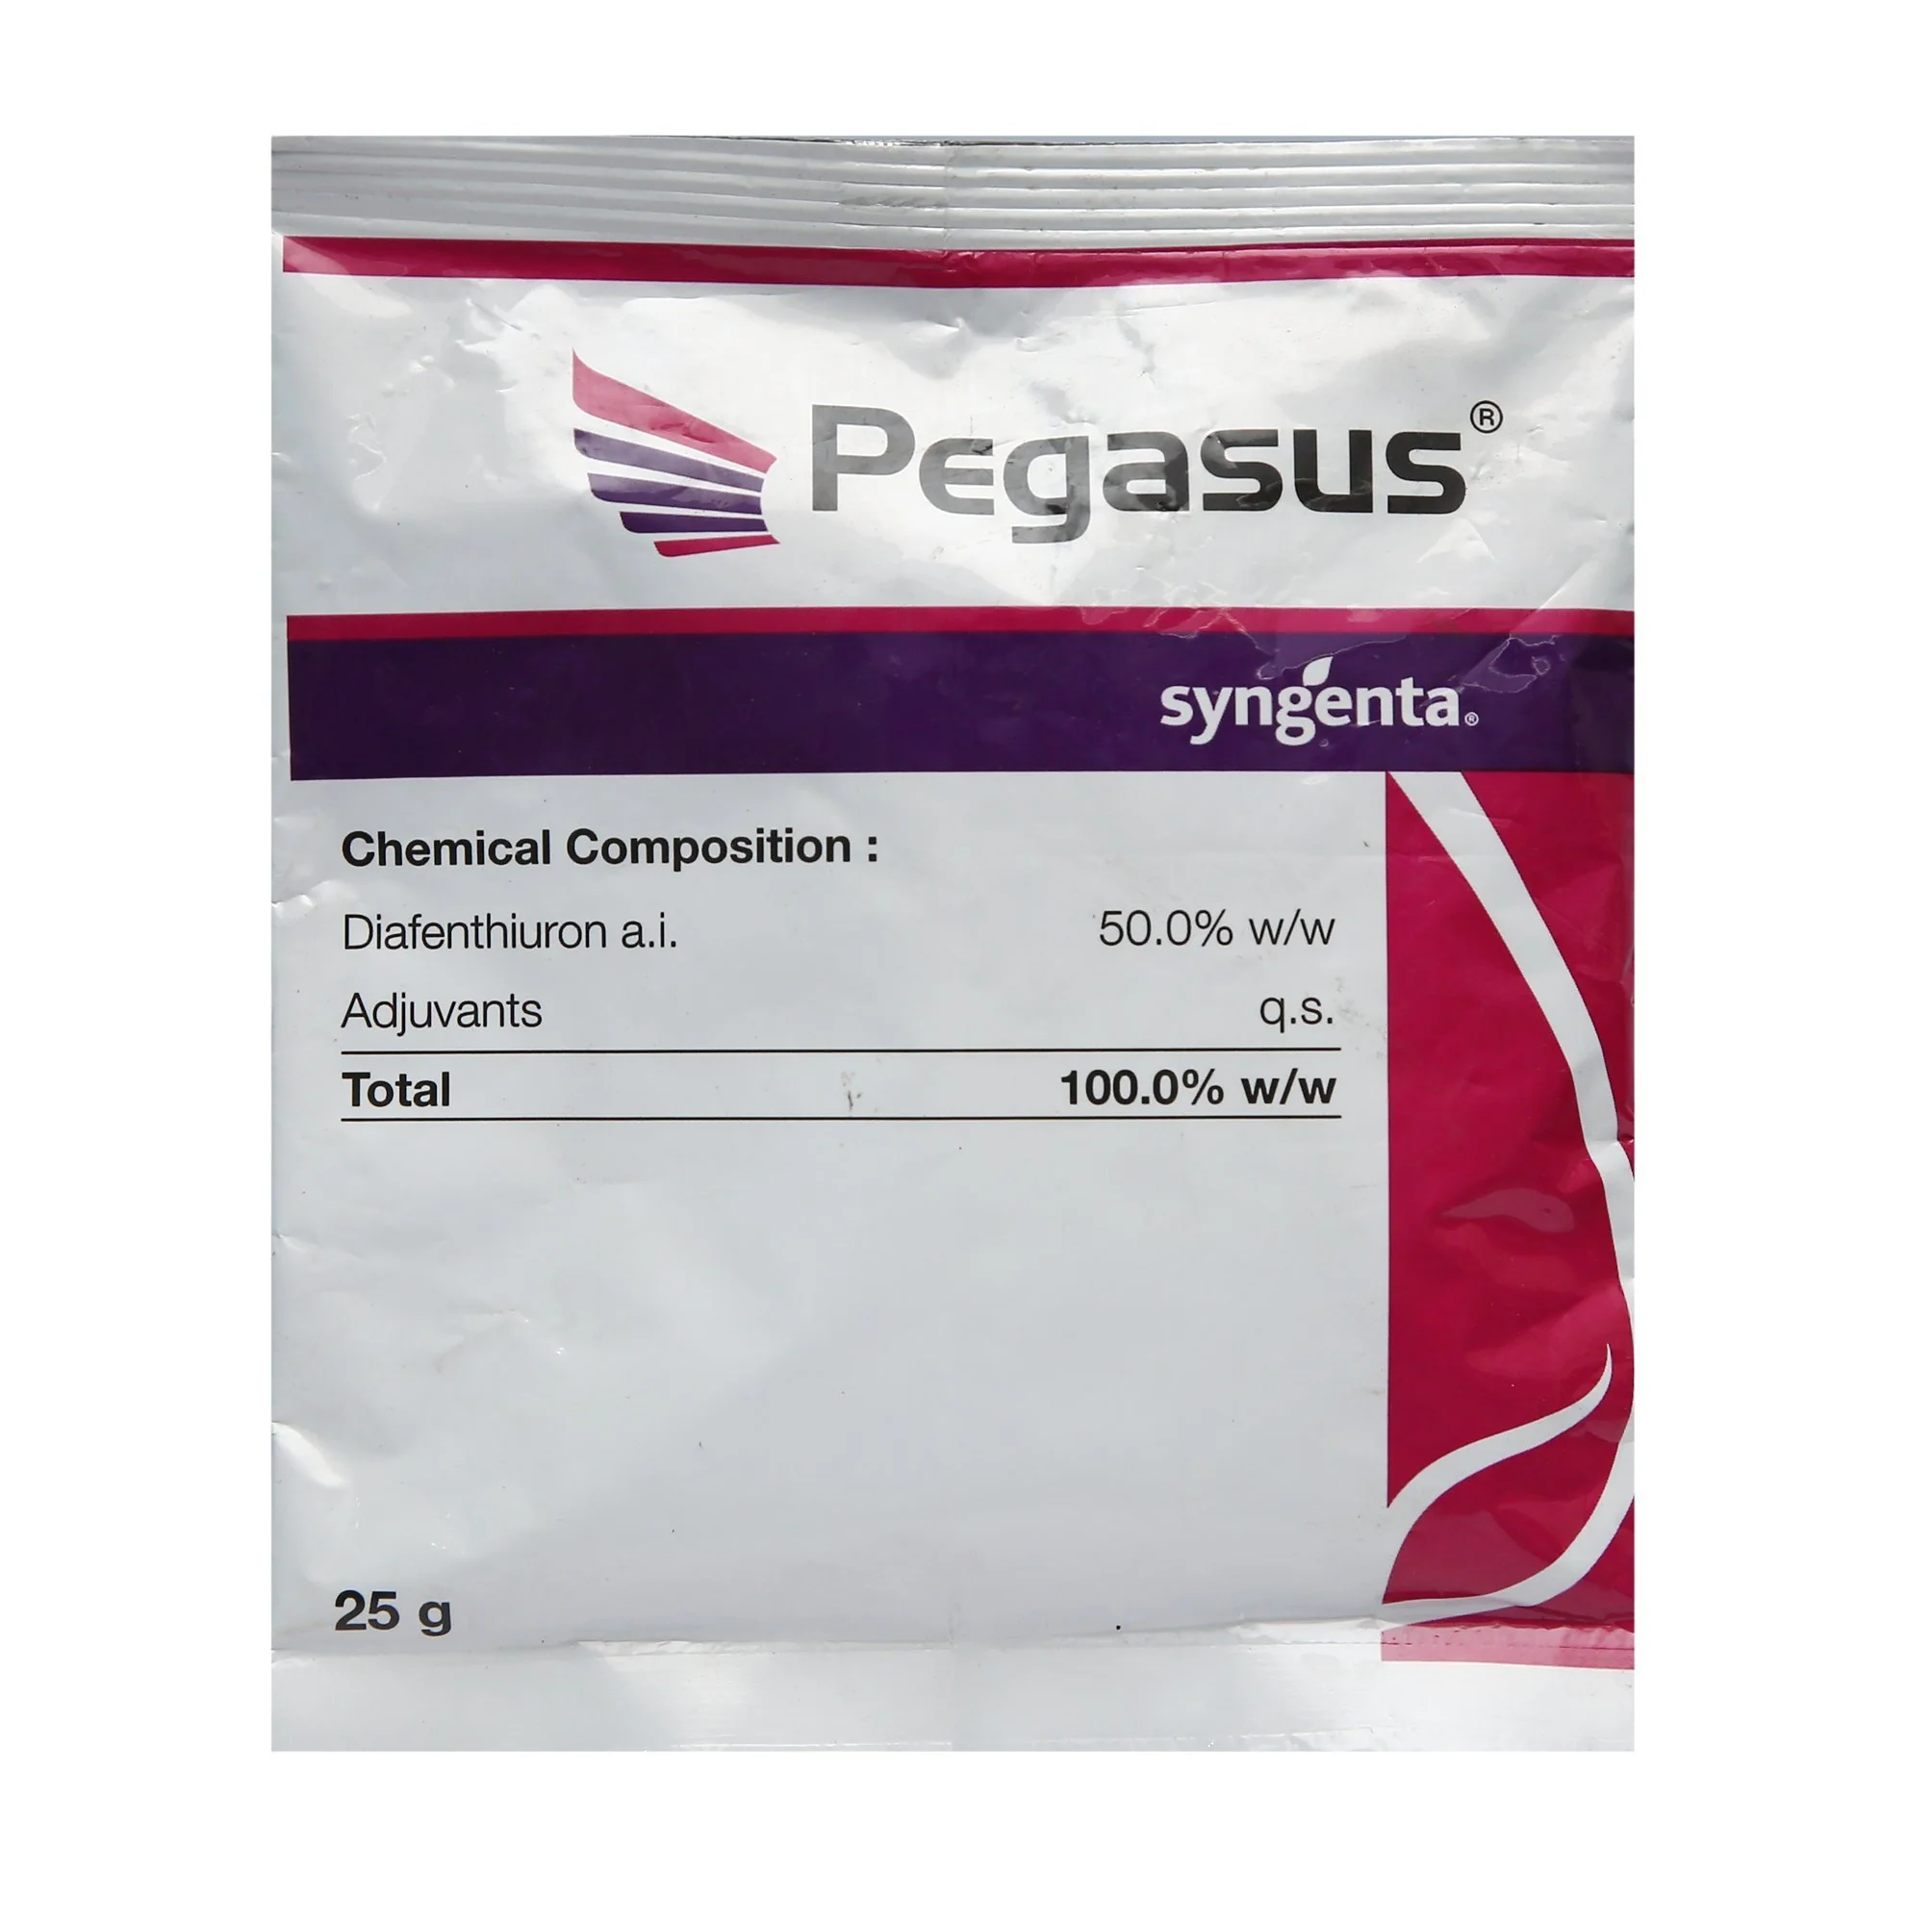 Pegasus®
syngenta®
Chemical Composition :
Diafenthiuron a.i. 50.0% w/w
Adjuvants q.s.
Total 100.0% w/w
25 g